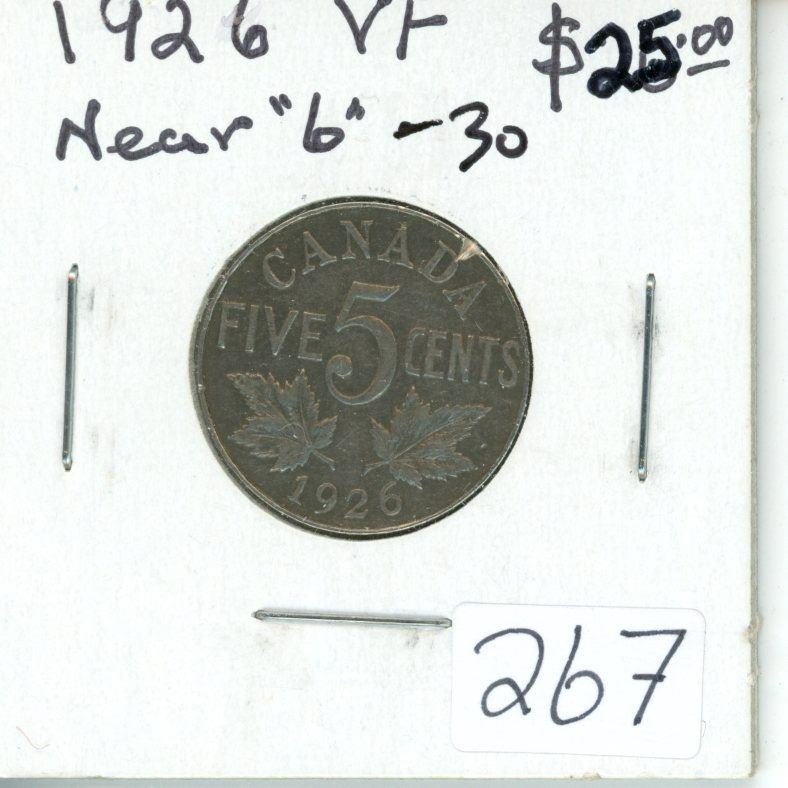 1926 VF $25.00
Near "6" -30
CANADA
FIVE 5 CENTS
1926
267